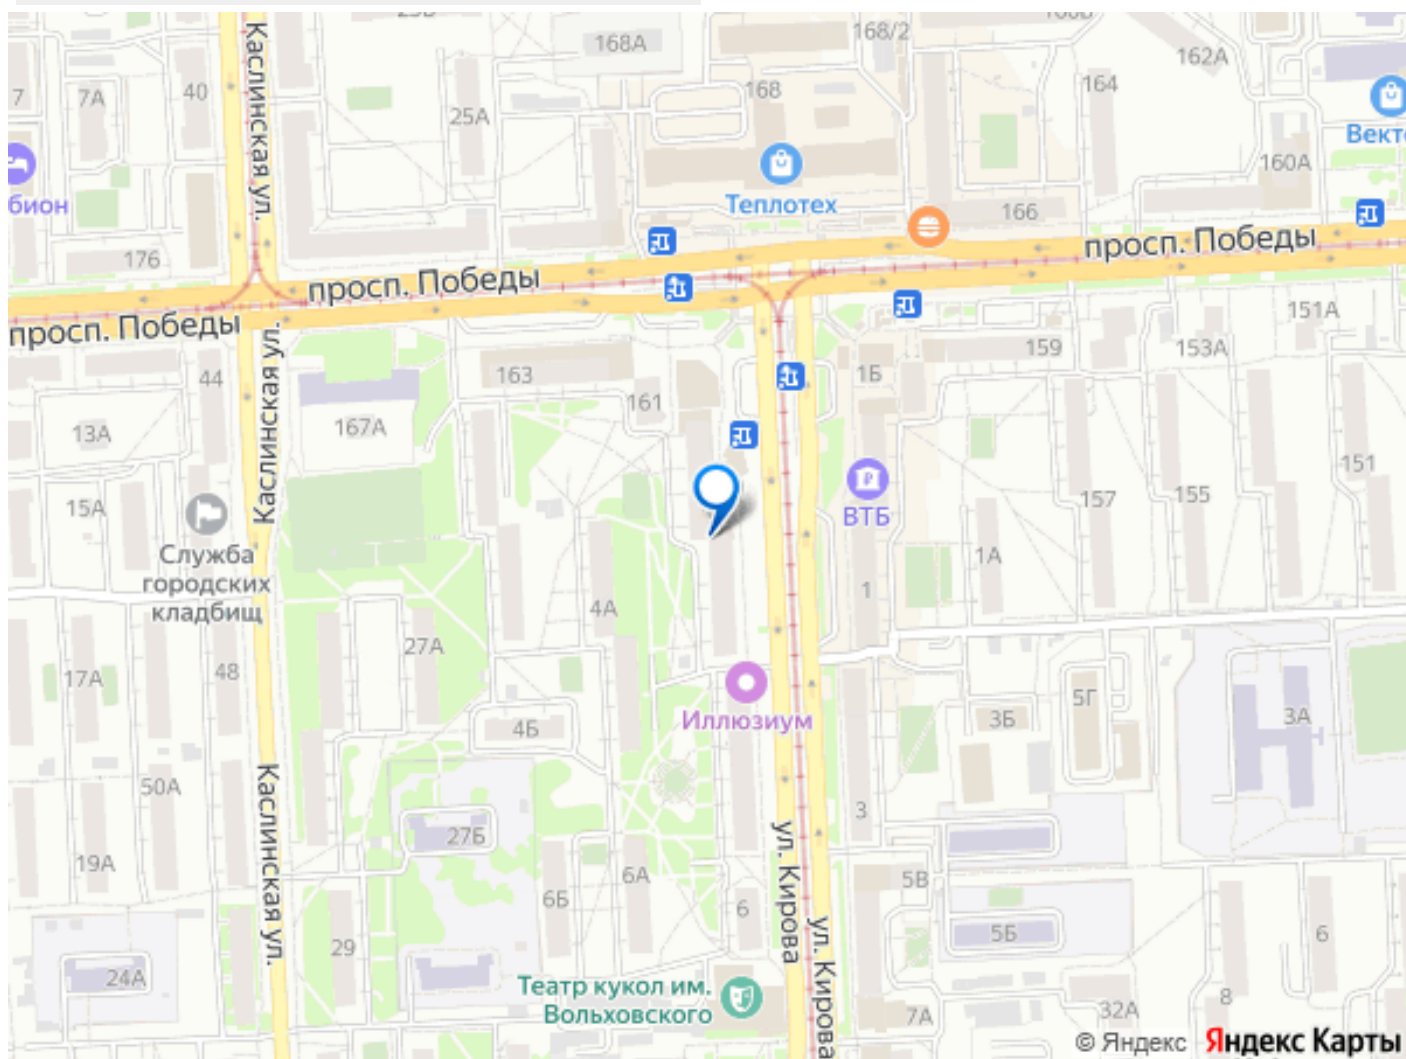 168А
168/2
162А
7
7А
40
Каслинская ул.
25А
168
164
Векто
160А
бион
Теплотех
166
176
просп. Победы
просп. Победы
просп. Победы
151А
159
153А
44
163
1Б
161
Каслинская ул.
13А
167А
151
15А
157
155
ВТБ
Служба
городских
кладбищ
1А
4А
1
27А
17А
48
5Г
Иллюзиум
3Б
3А
4Б
50А
Каслинская ул.
3
27Б
ул. Кирова
19А
6А
5В
6Б
6
ул. Кирова
29
5Б
6
24А
Театр кукол им.
Вольховского
7А
32А
8
© Яндекс Яндекс Карты